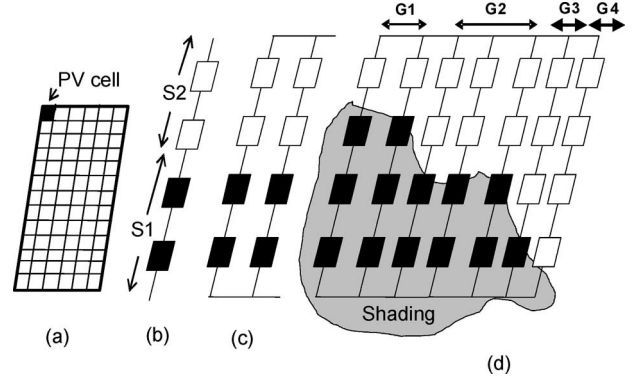 G1 G2 G3 G4
PV cell
S2
S1
Shading
(a) (b) (c) (d)